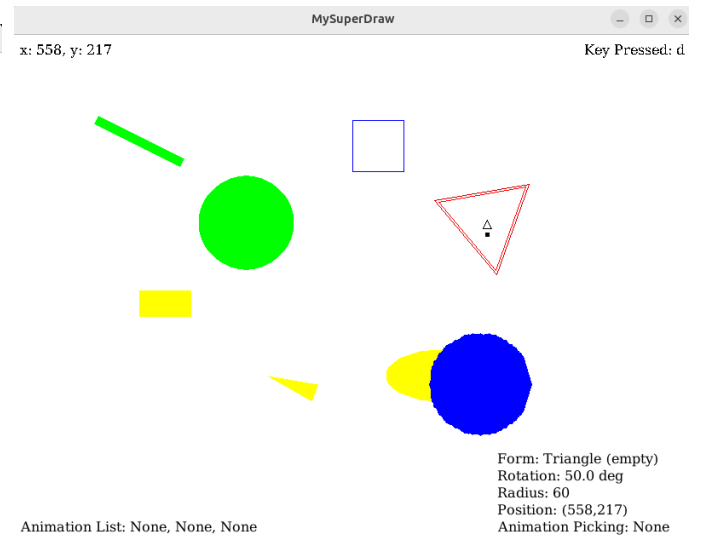 MySuperDraw
x: 558, y: 217
Key Pressed: d
Form: Triangle (empty)
Rotation: 50.0 deg
Radius: 60
Position: (558,217)
Animation List: None, None, None
Animation Picking: None